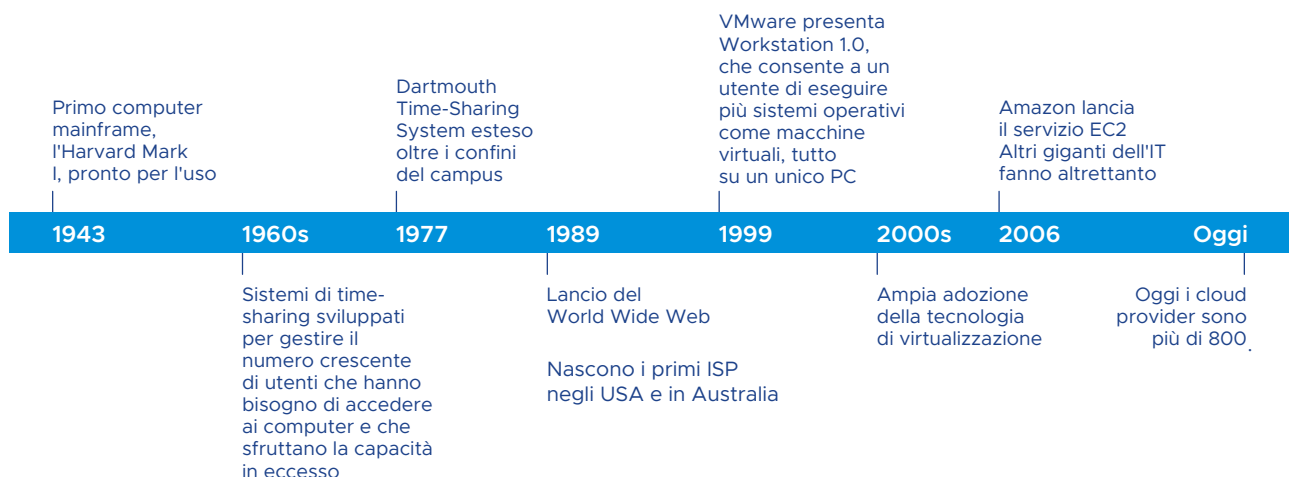 VMware presenta
Workstation 1.0,
che consente a un
utente di eseguire
più sistemi operativi
come macchine
virtuali, tutto
su un unico PC
Dartmouth
Time-Sharing
System esteso
oltre i confini
del campus
Primo computer
mainframe,
l'Harvard Mark
I, pronto per l'uso
Amazon lancia
il servizio EC2
Altri giganti dell'IT
fanno altrettanto
1943 1960s 1977 1989 1999 2000s 2006 Oggi
Sistemi di time-
sharing sviluppati
per gestire il
numero crescente
di utenti che hanno
bisogno di accedere
ai computer e che
sfruttano la capacità
in eccesso
Lancio del
World Wide Web
Nascono i primi ISP
negli USA e in Australia
Ampia adozione
della tecnologia
di virtualizzazione
Oggi i cloud
provider sono
più di 800.